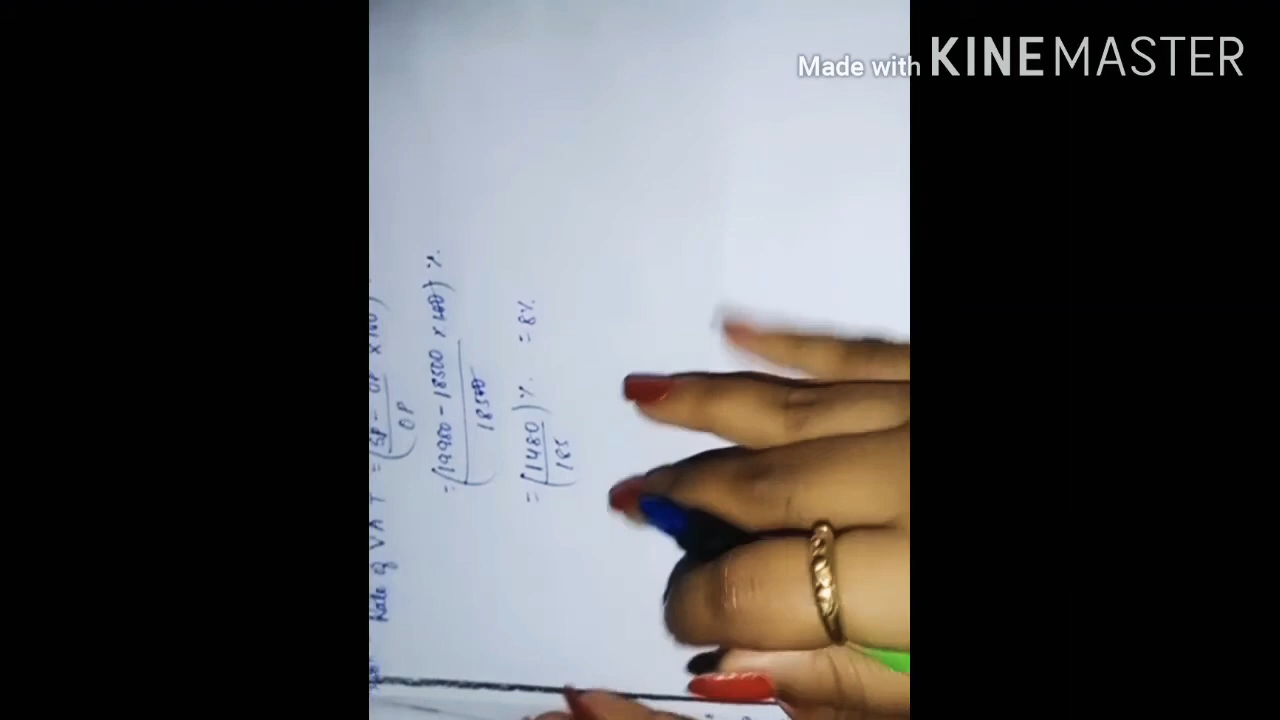 Made with KINEMASTER
Rate of VAT = (SP - OP × 100)
OP
= (19980 - 18500 × 100) %.
18500
= (1480) %. = 8%.
185